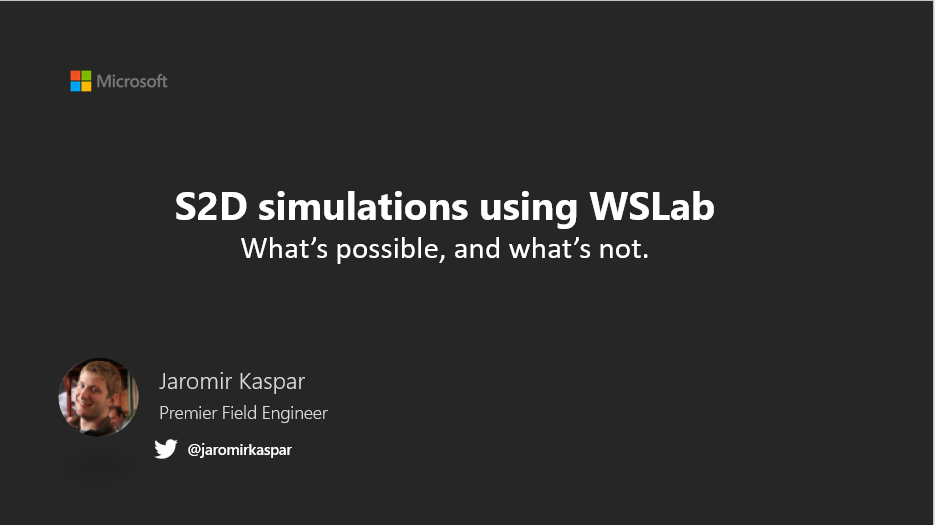 Microsoft
S2D simulations using WSLab
What's possible, and what's not.
Jaromir Kaspar
Premier Field Engineer
@jaromirkaspar